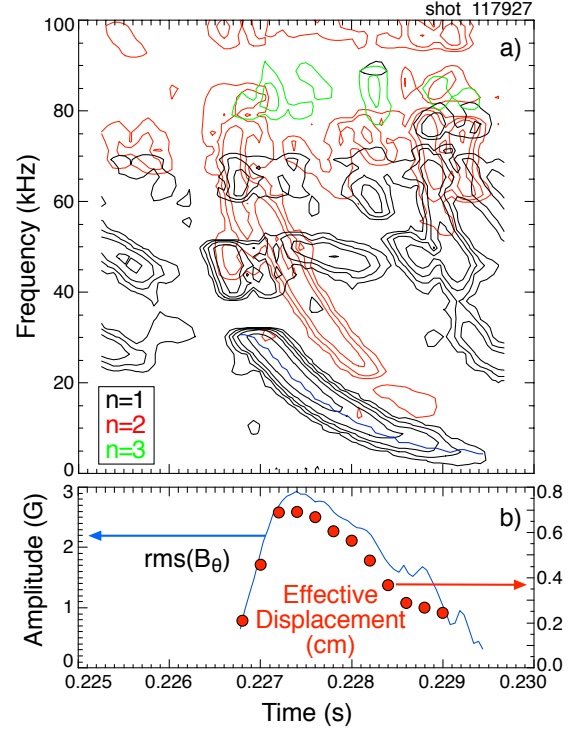 shot 117927
a)
100
80
60
40
20
0
Frequency (kHz)
n=1
n=2
n=3
b)
3
2
1
0
Amplitude (G)
0.8
0.6
0.4
0.2
0.0
rms(Bθ)
Effective
Displacement
(cm)
0.225 0.226 0.227 0.228 0.229 0.230
Time (s)